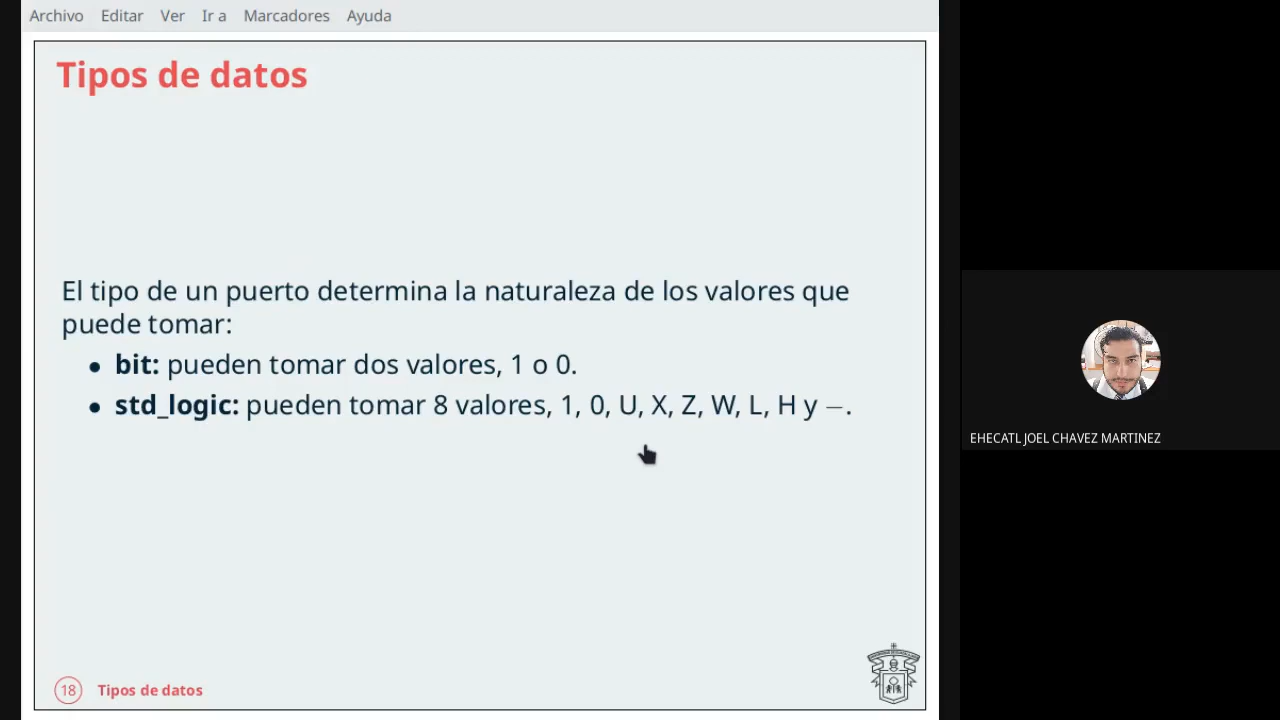 Archivo Editar Ver Ir a Marcadores Ayuda
Tipos de datos
El tipo de un puerto determina la naturaleza de los valores que
puede tomar:
• bit: pueden tomar dos valores, 1 o 0.
• std_logic: pueden tomar 8 valores, 1, 0, U, X, Z, W, L, H y −.
EHECATL JOEL CHAVEZ MARTINEZ
18 Tipos de datos